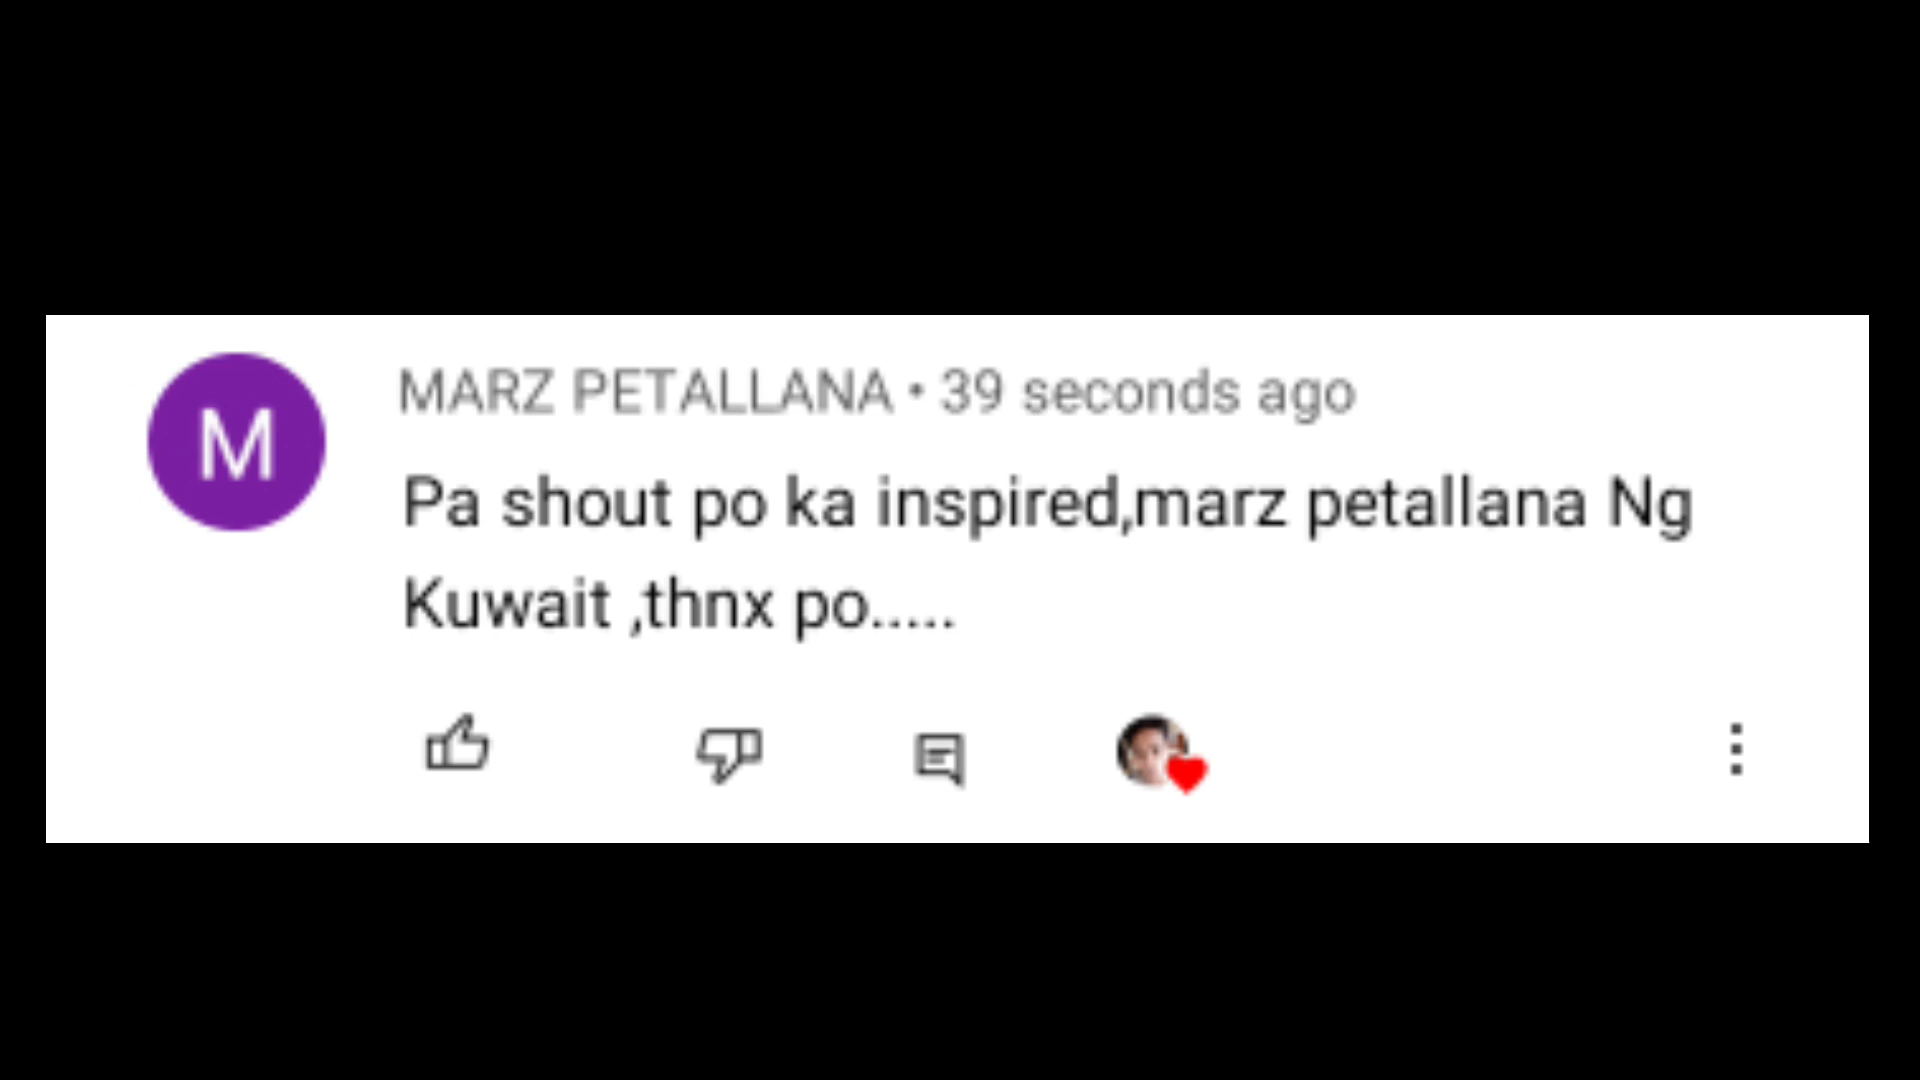 M
MARZ PETALLANA • 39 seconds ago
Pa shout po ka inspired,marz petallana Ng
Kuwait ,thnx po.....